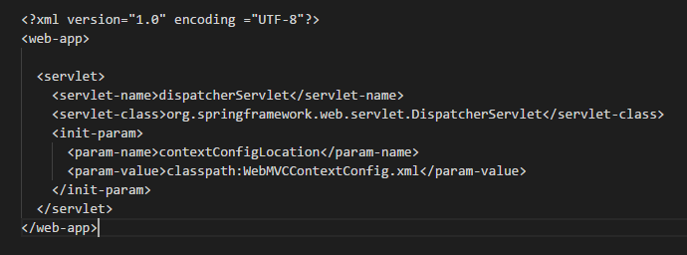 <?xml version="1.0" encoding ="UTF-8"?>
<web-app>
<servlet>
<servlet-name>dispatcherServlet</servlet-name>
<servlet-class>org.springframework.web.servlet.DispatcherServlet</servlet-class>
<init-param>
<param-name>contextConfigLocation</param-name>
<param-value>classpath:WebMVCContextConfig.xml</param-value>
</init-param>
</servlet>
</web-app>